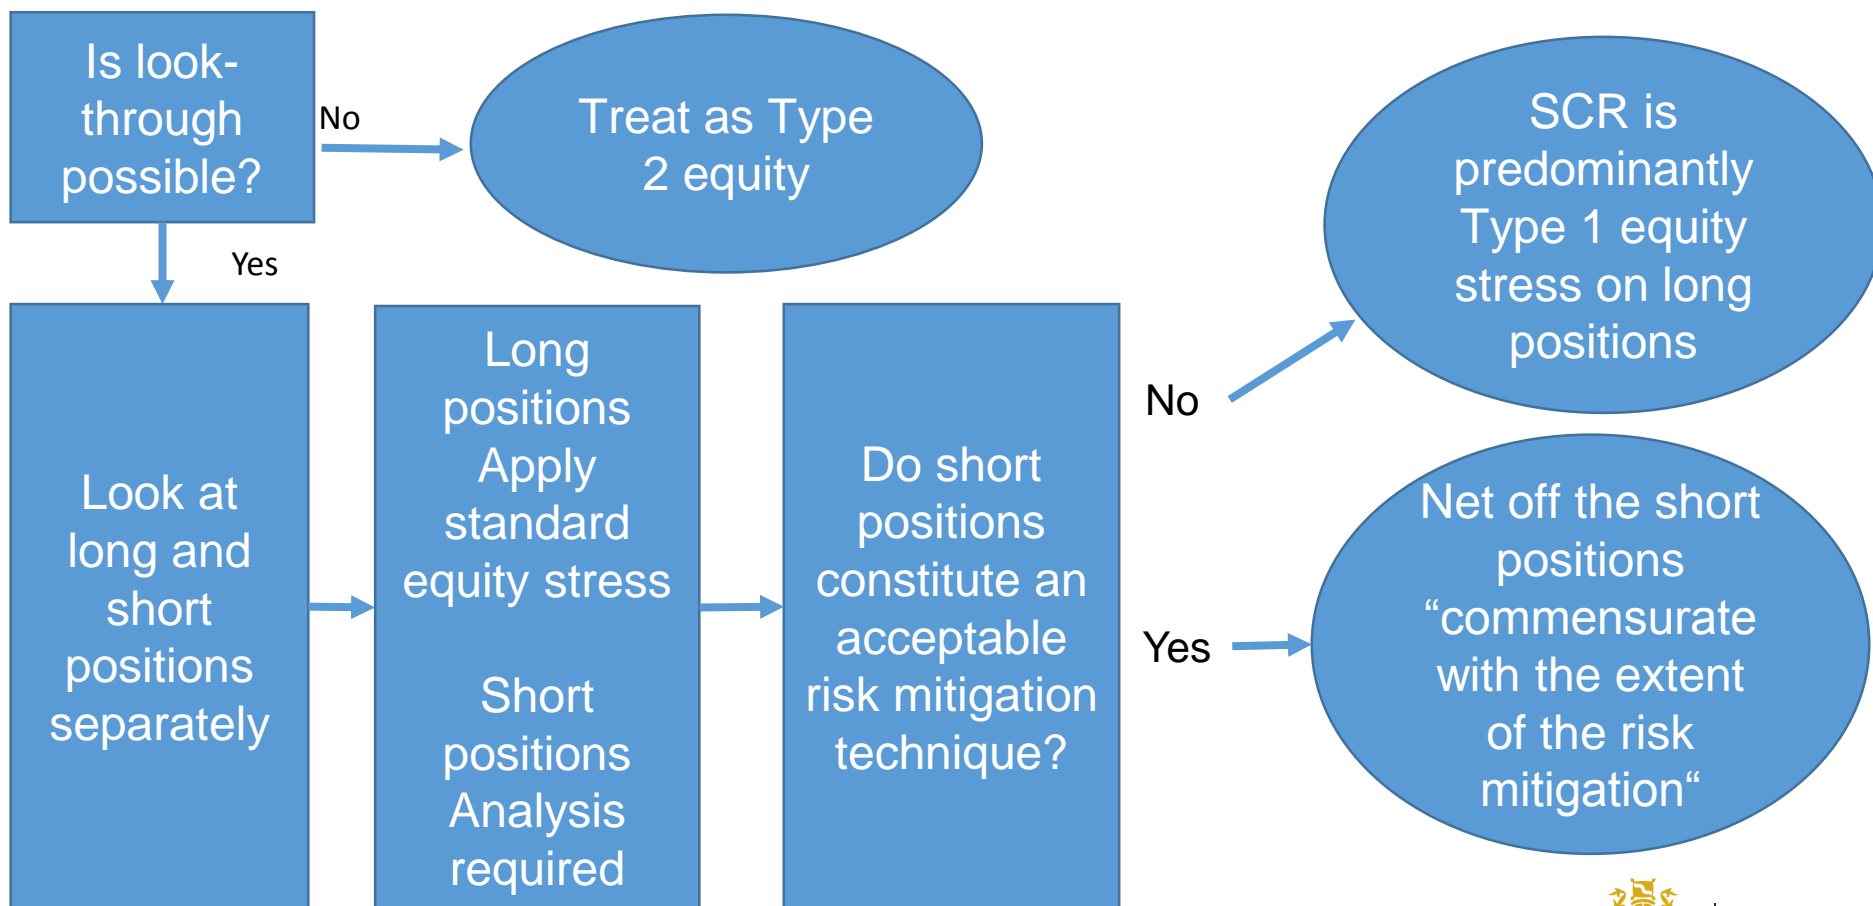 Is look-
through
possible?
No
Treat as Type
2 equity
Yes
Look at
long and
short
positions
separately
Long
positions
Apply
standard
equity stress
Short
positions
Analysis
required
Do short
positions
constitute an
acceptable
risk mitigation
technique?
No
SCR is
predominantly
Type 1 equity
stress on long
positions
Yes
Net off the short
positions
“commensurate
with the extent
of the risk
mitigation“